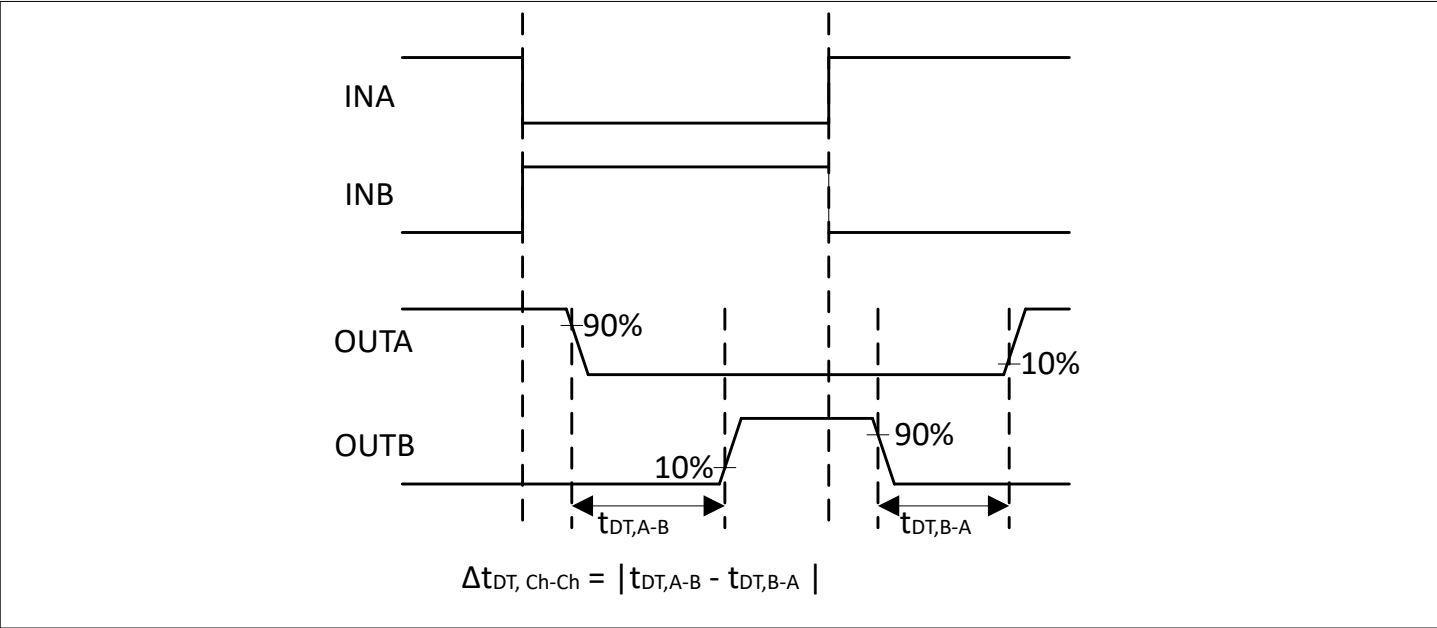 INA
INB
OUTA
90%
10%
OUTB
90%
10%
tDT,A-B
tDT,B-A
ΔtDT, Ch-Ch = |tDT,A-B - tDT,B-A |